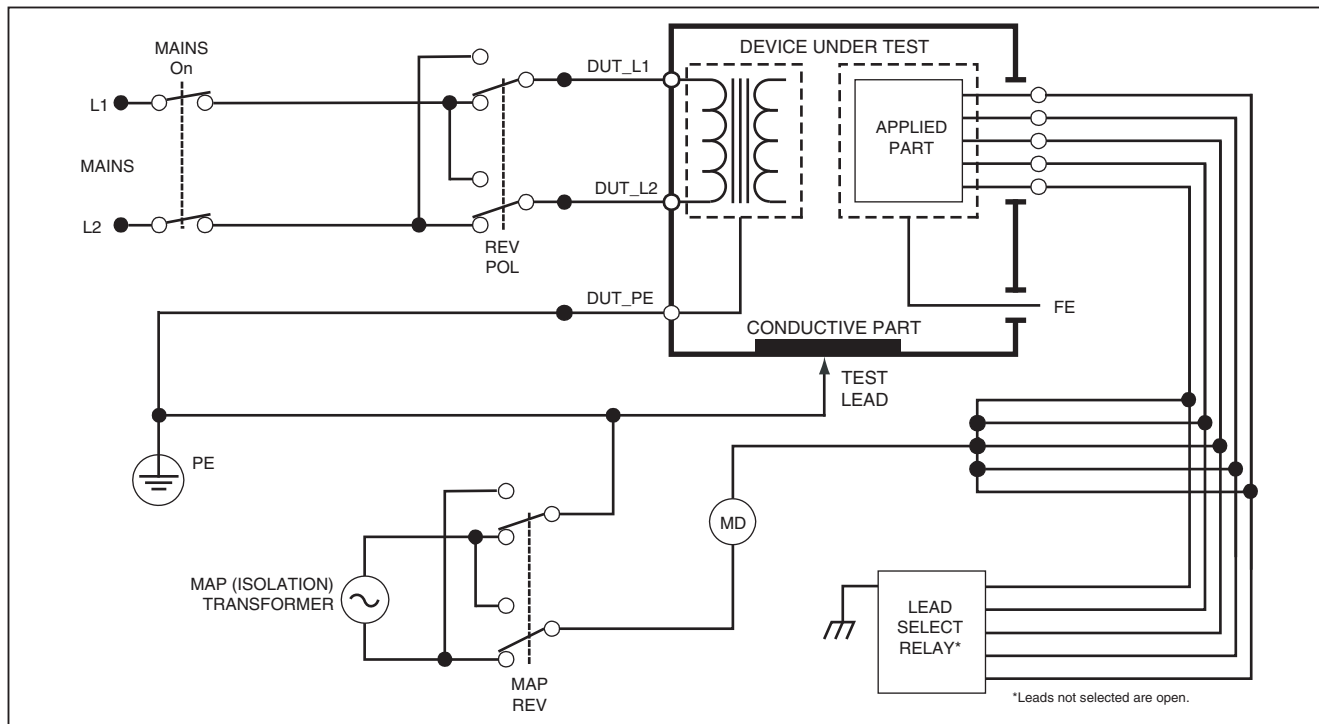 MAINS
On
L1
MAINS
L2
REV
POL
DUT_L1
DUT_L2
DUT_PE
DEVICE UNDER TEST
APPLIED
PART
FE
CONDUCTIVE PART
TEST
LEAD
PE
MD
MAP (ISOLATION)
TRANSFORMER
MAP
REV
LEAD
SELECT
RELAY*
*Leads not selected are open.